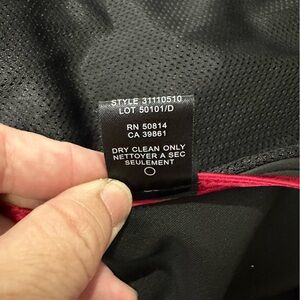 STYLE 31110510
LOT 50101/D
RN 50814
CA 39861
DRY CLEAN ONLY
NETTOYER A SEC
SEULEMENT